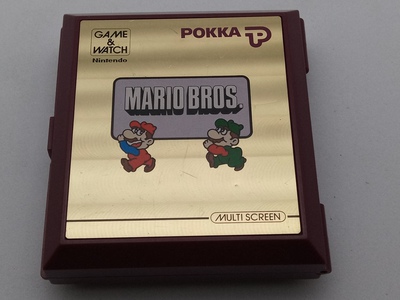 GAME
& WATCH
Nintendo
POKKA P
MARIO BROS.
MULTI SCREEN